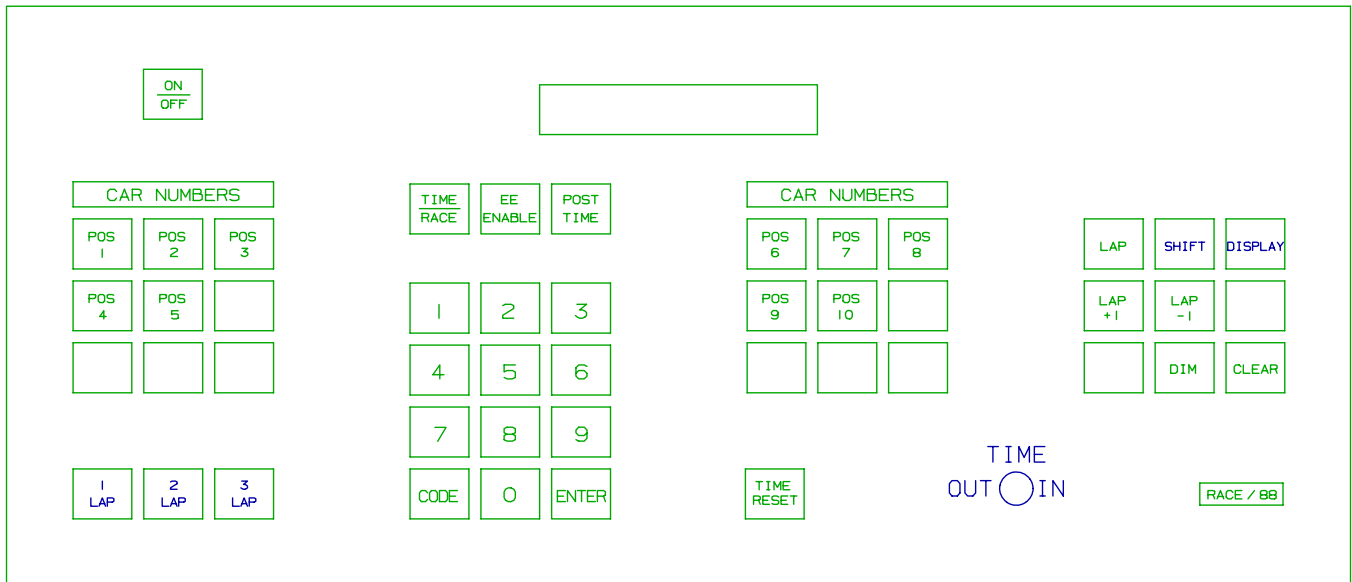 ON
OFF
CAR NUMBERS
POS 1
POS 2
POS 3
POS 4
POS 5
1 LAP
2 LAP
3 LAP
TIME
RACE
EE
ENABLE
POST
TIME
1 2 3
4 5 6
7 8 9
CODE 0 ENTER
CAR NUMBERS
POS 6
POS 7
POS 8
POS 9
POS 10
TIME
RESET
LAP
SHIFT
DISPLAY
LAP
+1
LAP
-1
DIM
CLEAR
TIME
OUT IN
RACE / 88